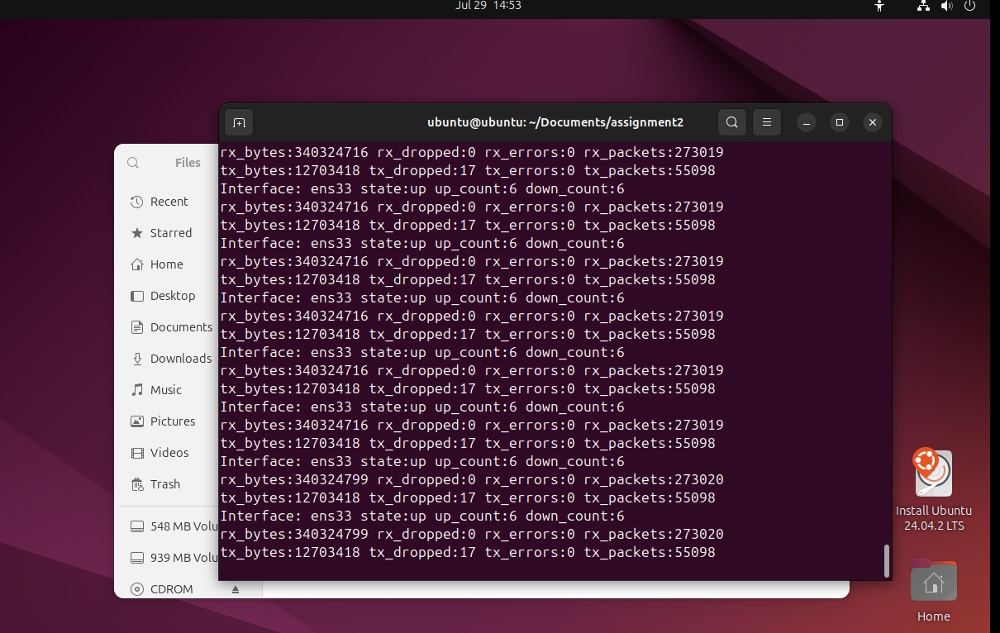 Jul 29 14:53
ubuntu@ubuntu: ~/Documents/assignment2
rx_bytes:340324716 rx_dropped:0 rx_errors:0 rx_packets:273019
tx_bytes:12703418 tx_dropped:17 tx_errors:0 tx_packets:55098
Interface: ens33 state:up up_count:6 down_count:6
rx_bytes:340324716 rx_dropped:0 rx_errors:0 rx_packets:273019
tx_bytes:12703418 tx_dropped:17 tx_errors:0 tx_packets:55098
Interface: ens33 state:up up_count:6 down_count:6
rx_bytes:340324716 rx_dropped:0 rx_errors:0 rx_packets:273019
tx_bytes:12703418 tx_dropped:17 tx_errors:0 tx_packets:55098
Interface: ens33 state:up up_count:6 down_count:6
rx_bytes:340324716 rx_dropped:0 rx_errors:0 rx_packets:273019
tx_bytes:12703418 tx_dropped:17 tx_errors:0 tx_packets:55098
Interface: ens33 state:up up_count:6 down_count:6
rx_bytes:340324716 rx_dropped:0 rx_errors:0 rx_packets:273019
tx_bytes:12703418 tx_dropped:17 tx_errors:0 tx_packets:55098
Interface: ens33 state:up up_count:6 down_count:6
rx_bytes:340324716 rx_dropped:0 rx_errors:0 rx_packets:273019
tx_bytes:12703418 tx_dropped:17 tx_errors:0 tx_packets:55098
Interface: ens33 state:up up_count:6 down_count:6
rx_bytes:340324799 rx_dropped:0 rx_errors:0 rx_packets:273020
tx_bytes:12703418 tx_dropped:17 tx_errors:0 tx_packets:55098
Interface: ens33 state:up up_count:6 down_count:6
rx_bytes:340324799 rx_dropped:0 rx_errors:0 rx_packets:273020
tx_bytes:12703418 tx_dropped:17 tx_errors:0 tx_packets:55098
Files
Recent
Starred
Home
Desktop
Documents
Downloads
Music
Pictures
Videos
Trash
548 MB Volu
939 MB Volu
CDROM
Install Ubuntu
24.04.2 LTS
Home